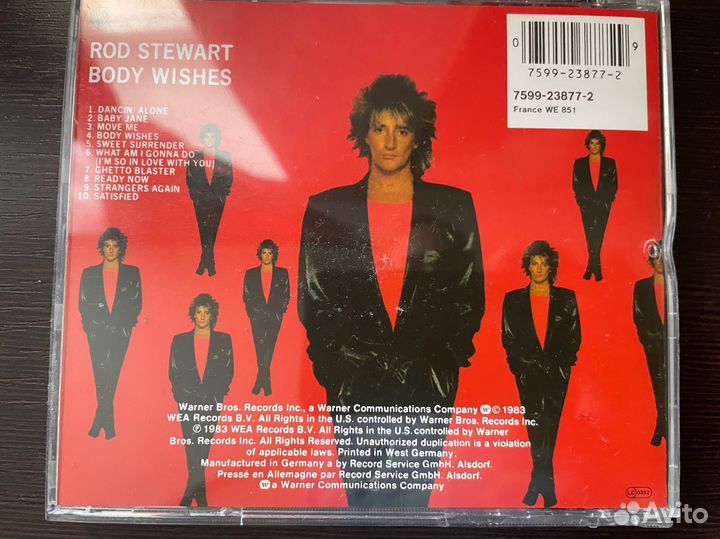 ROD STEWART
BODY WISHES
1. DANCIN' ALONE
2. BABY JANE
3. MOVE ME
4. BODY WISHES
5. SWEET SURRENDER
6. WHAT AM I GONNA DO
(I'M SO IN LOVE WITH YOU)
7. GHETTO BLASTER
8. READY NOW
9. STRANGERS AGAIN
10. SATISFIED
0 9
7599-23877-2
7599-23877-2
France WE 851
Warner Bros. Records Inc., a Warner Communications Company Ⓦ © 1983
WEA Records B.V. All Rights in the U.S. controlled by Warner Bros. Records Inc.
℗ 1983 WEA Records B.V. All Rights in the U.S. controlled by Warner
Bros. Records Inc. All Rights Reserved. Unauthorized duplication is a violation
of applicable laws. Printed in West Germany.
Manufactured in Germany a by Record Service GmbH. Alsdorf.
Pressé en Allemagne par Record Service GmbH. Alsdorf.
Ⓦ a Warner Communications Company
LC
Avito